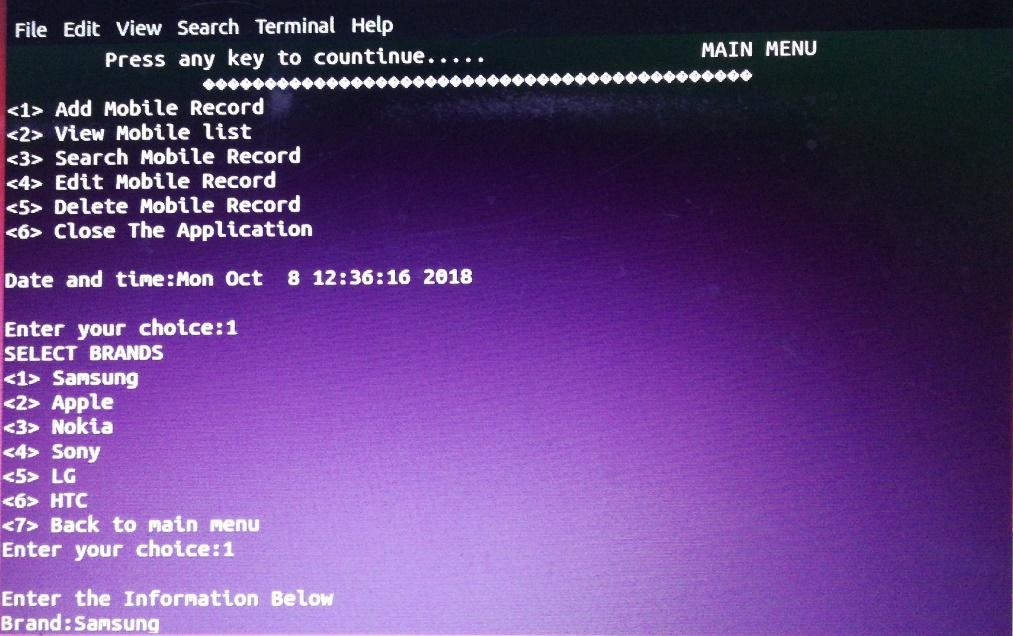 File Edit View Search Terminal Help
Press any key to countinue..... MAIN MENU
◆◆◆◆◆◆◆◆◆◆◆◆◆◆◆◆◆◆◆◆◆◆◆◆◆◆◆◆◆◆◆◆◆◆◆◆◆◆◆◆◆◆◆◆◆
<1> Add Mobile Record
<2> View Mobile list
<3> Search Mobile Record
<4> Edit Mobile Record
<5> Delete Mobile Record
<6> Close The Application
Date and time:Mon Oct  8 12:36:16 2018
Enter your choice:1
SELECT BRANDS
<1> Samsung
<2> Apple
<3> Nokia
<4> Sony
<5> LG
<6> HTC
<7> Back to main menu
Enter your choice:1
Enter the Information Below
Brand:Samsung